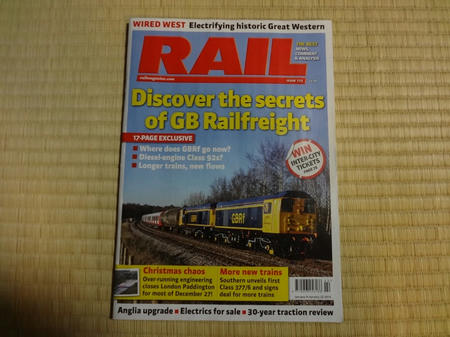 WIRED WEST Electrifying historic Great Western
RAIL
THE BEST
NEWS,
COMMENT
& ANALYSIS
railmagazine.com
Discover the secrets
of GB Railfreight
17-PAGE EXCLUSIVE
Where does GBRf go now?
Diesel-engine Class 92s?
Longer trains, new flows
WIN
INTER-CITY
TICKETS
GBRf
Christmas chaos
Over-running engineering
closes London Paddington
for most of December 27!
More new trains
Southern unveils first
Class 377/6 and signs
deal for more trains
Anglia upgrade ■ Electrics for sale ■ 30-year traction review